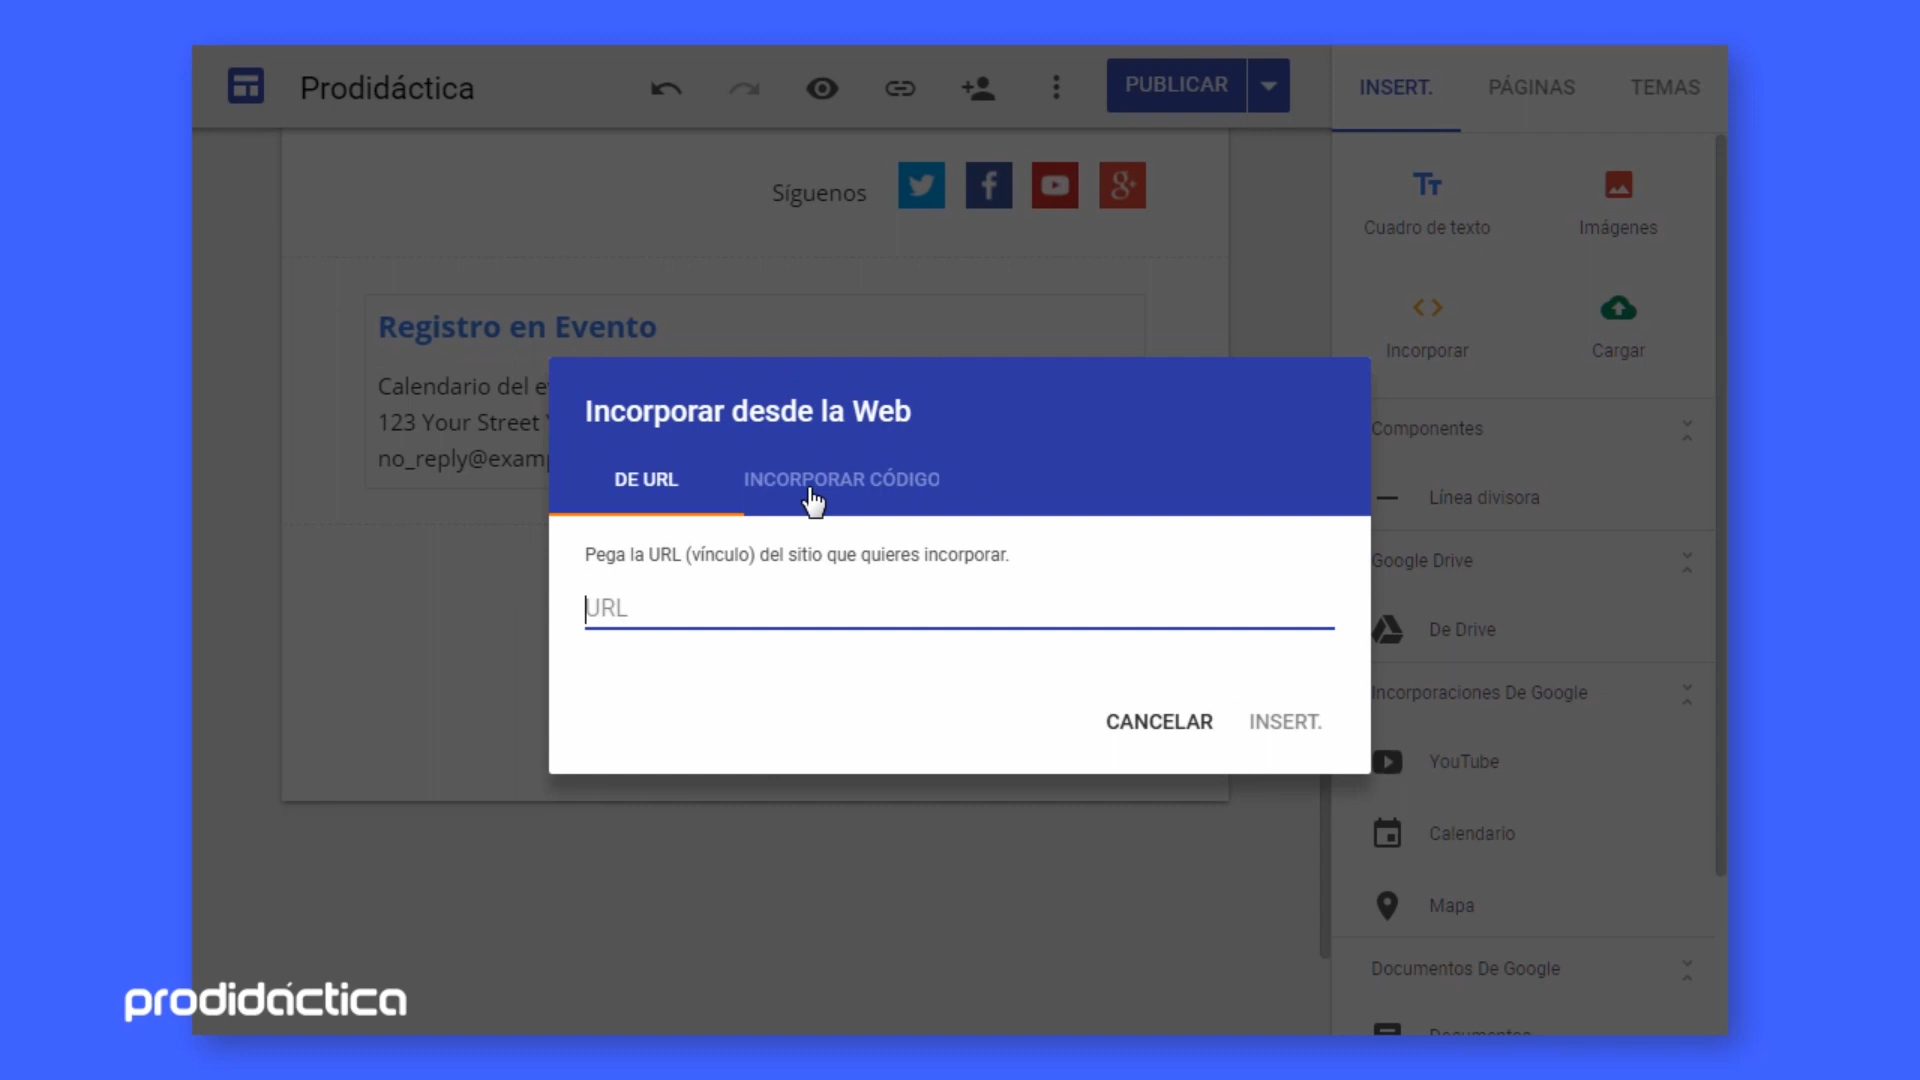 Prodidáctica
PUBLICAR
INSERT.
PÁGINAS
TEMAS
Síguenos
Registro en Evento
Calendario del e
123 Your Street
no_reply@examp
Incorporar desde la Web
DE URL
INCORPORAR CÓDIGO
Pega la URL (vínculo) del sitio que quieres incorporar.
URL
CANCELAR
INSERT.
Cuadro de texto
Imágenes
Incorporar
Cargar
Componentes
Línea divisora
Google Drive
De Drive
Incorporaciones De Google
YouTube
Calendario
Mapa
Documentos De Google
Documentos
prodidáctica